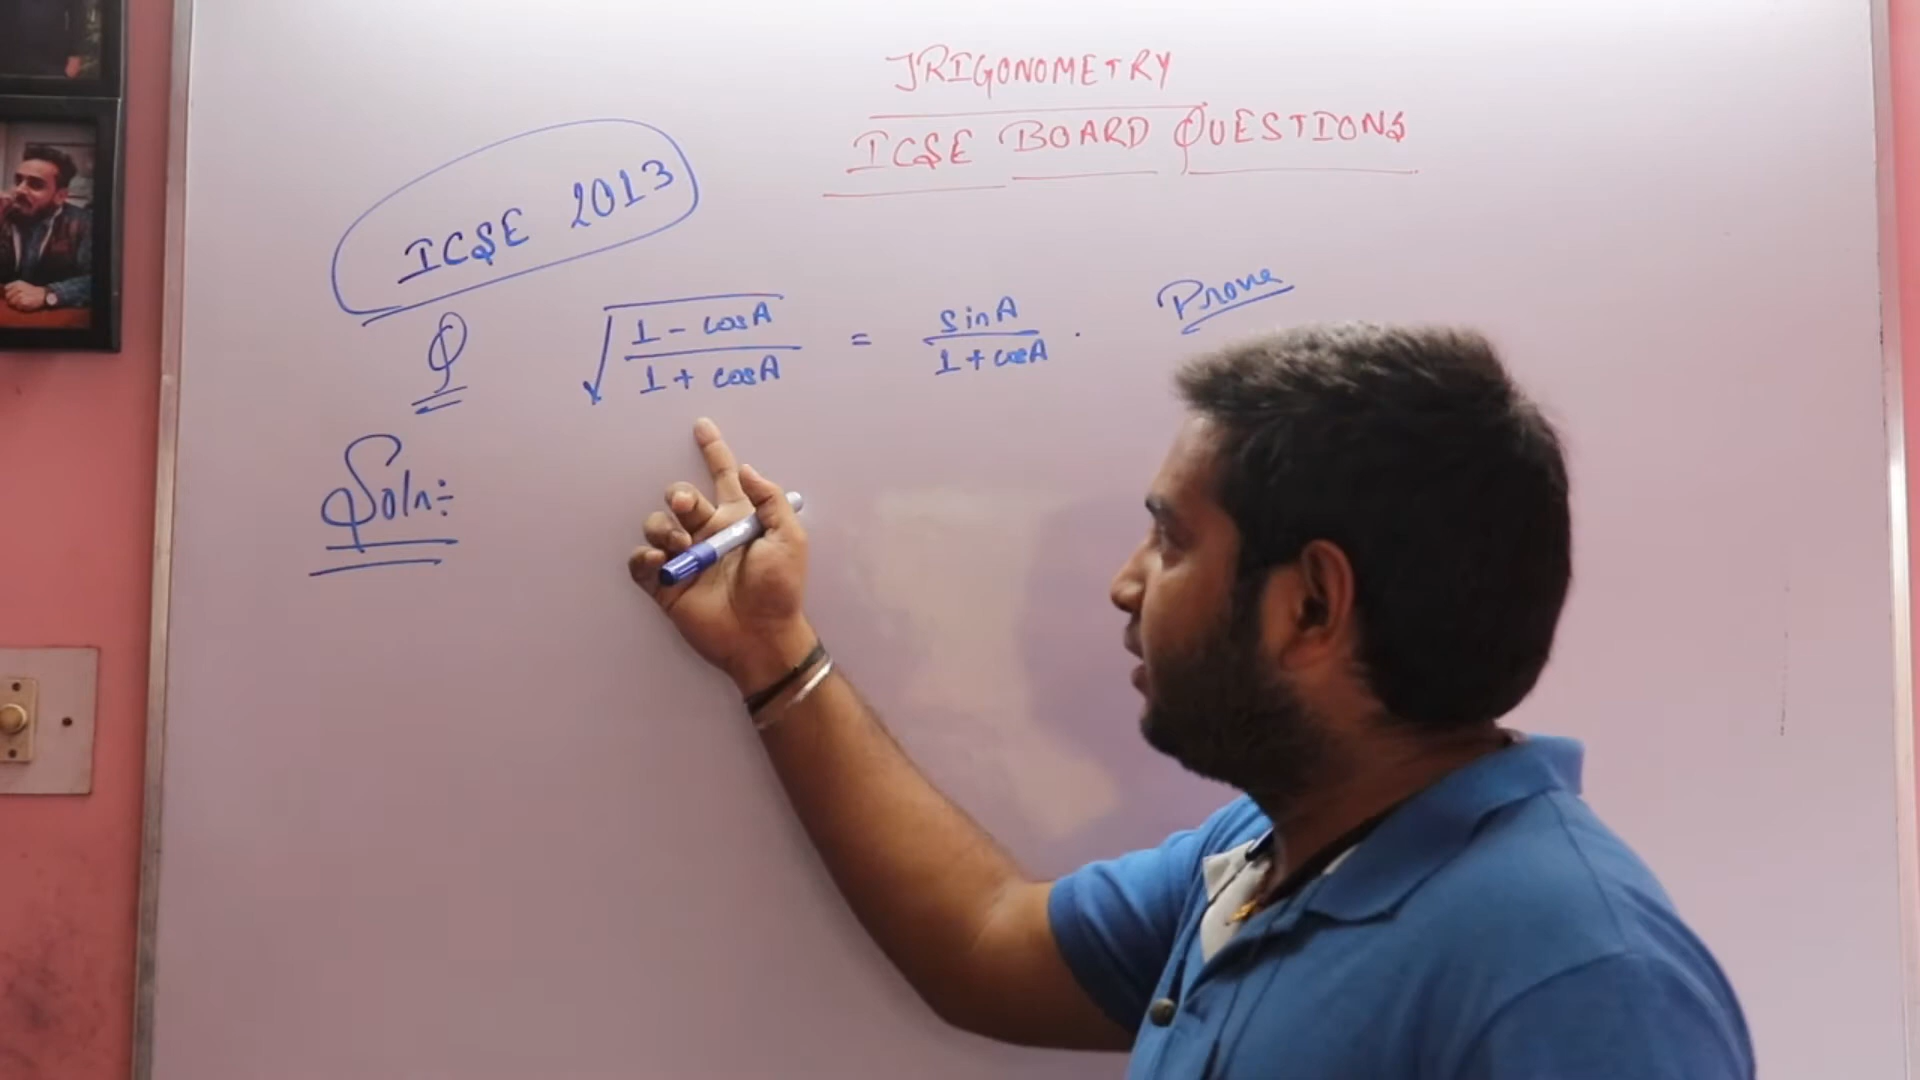 TRIGONOMETRY
ICSE BOARD QUESTIONS
ICSE 2013
Q √((1 - cosA)/(1 + cosA)) = sinA/(1 + cosA) . Prove
Soln: